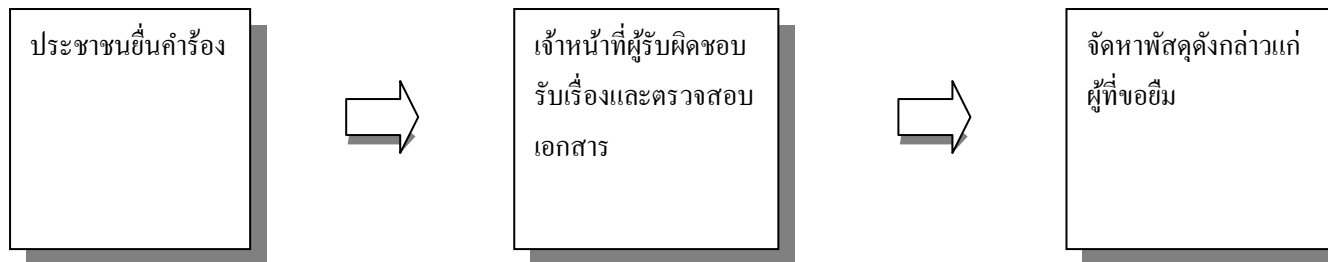 ประชาชนยื่นคำร้อง
เจ้าหน้าที่ผู้รับผิดชอบ
รับเรื่องและตรวจสอบ
เอกสาร
จัดหาพัสดุดังกล่าวแก่
ผู้ที่ขอยืม